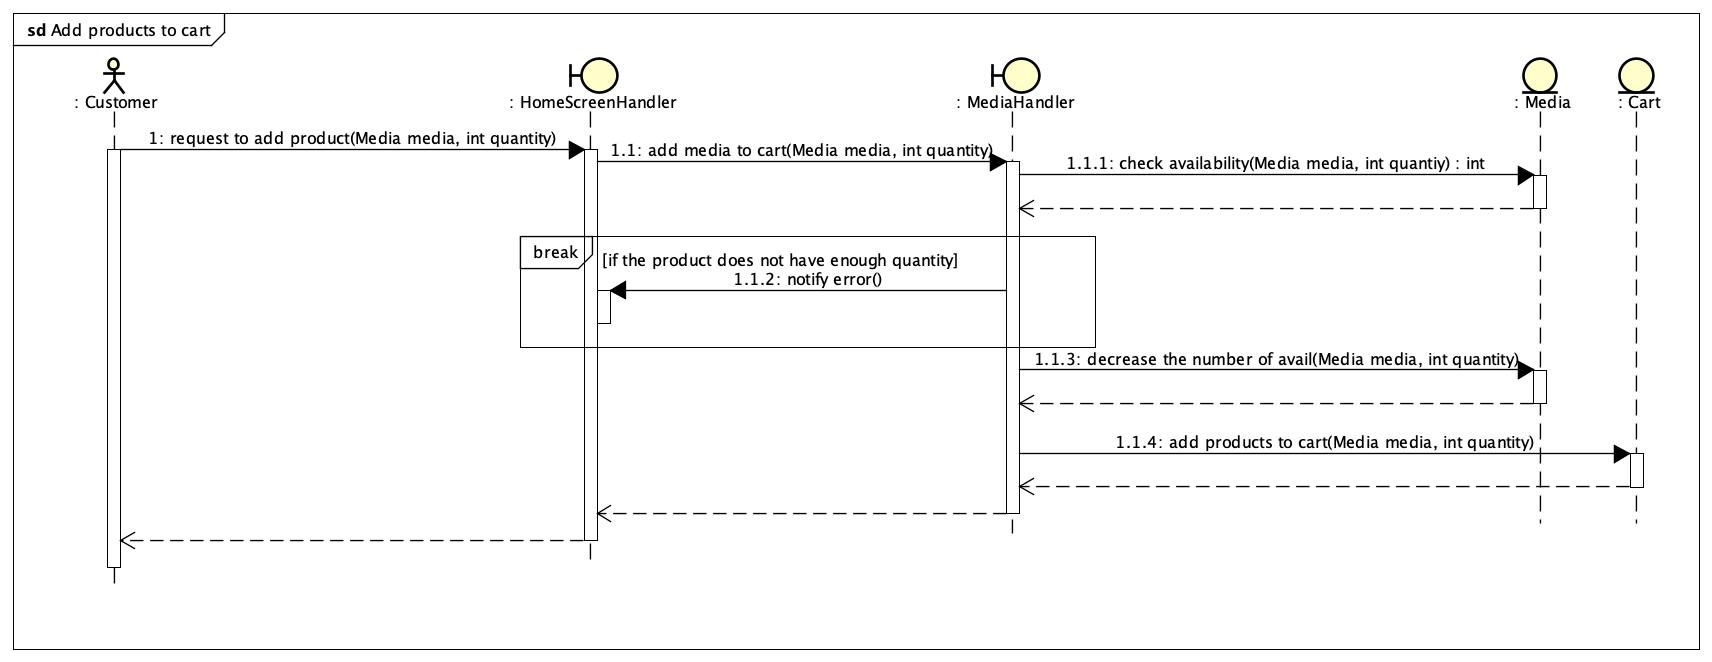 sd Add products to cart
: Customer
: HomeScreenHandler
: MediaHandler
: Media
: Cart
1: request to add product(Media media, int quantity)
1.1: add media to cart(Media media, int quantity)
1.1.1: check availability(Media media, int quantiy) : int
break
[if the product does not have enough quantity]
1.1.2: notify error()
1.1.3: decrease the number of avail(Media media, int quantity)
1.1.4: add products to cart(Media media, int quantity)